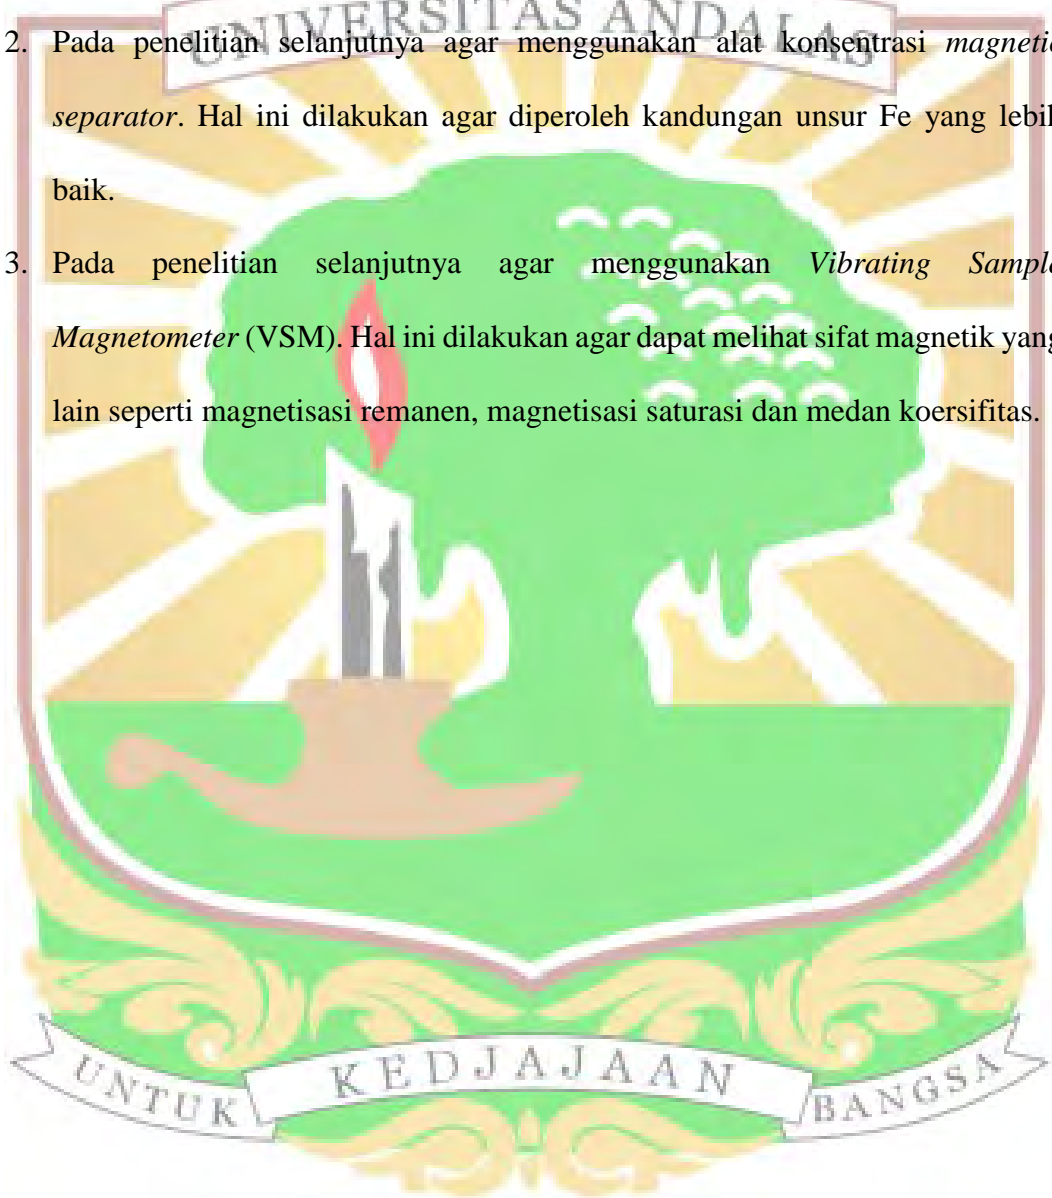 UNIVERSITAS ANDALAS
2. Pada penelitian selanjutnya agar menggunakan alat konsentrasi magnetic
separator. Hal ini dilakukan agar diperoleh kandungan unsur Fe yang lebih
baik.
3. Pada penelitian selanjutnya agar menggunakan Vibrating Sample
Magnetometer (VSM). Hal ini dilakukan agar dapat melihat sifat magnetik yang
lain seperti magnetisasi remanen, magnetisasi saturasi dan medan koersifitas.
UNTUK KEDJAJAAN BANGSA